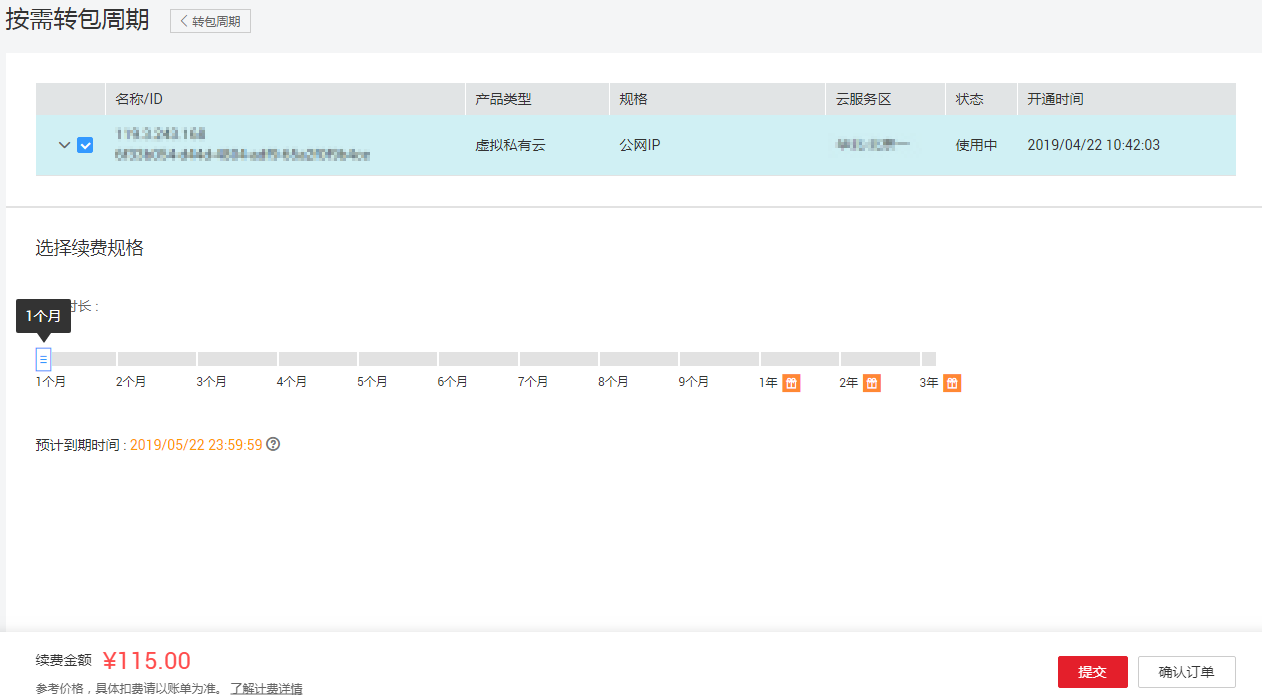 按需转包周期
转包周期
名称/ID 产品类型 规格 云服务区 状态 开通时间
虚拟私有云 公网IP 使用中 2019/04/22 10:42:03
选择续费规格
时长 :
1个月
1个月 2个月 3个月 4个月 5个月 6个月 7个月 8个月 9个月 1年 2年 3年
预计到期时间 : 2019/05/22 23:59:59
续费金额 ¥115.00
参考价格，具体扣费请以账单为准。 了解计费详情
提交 确认订单